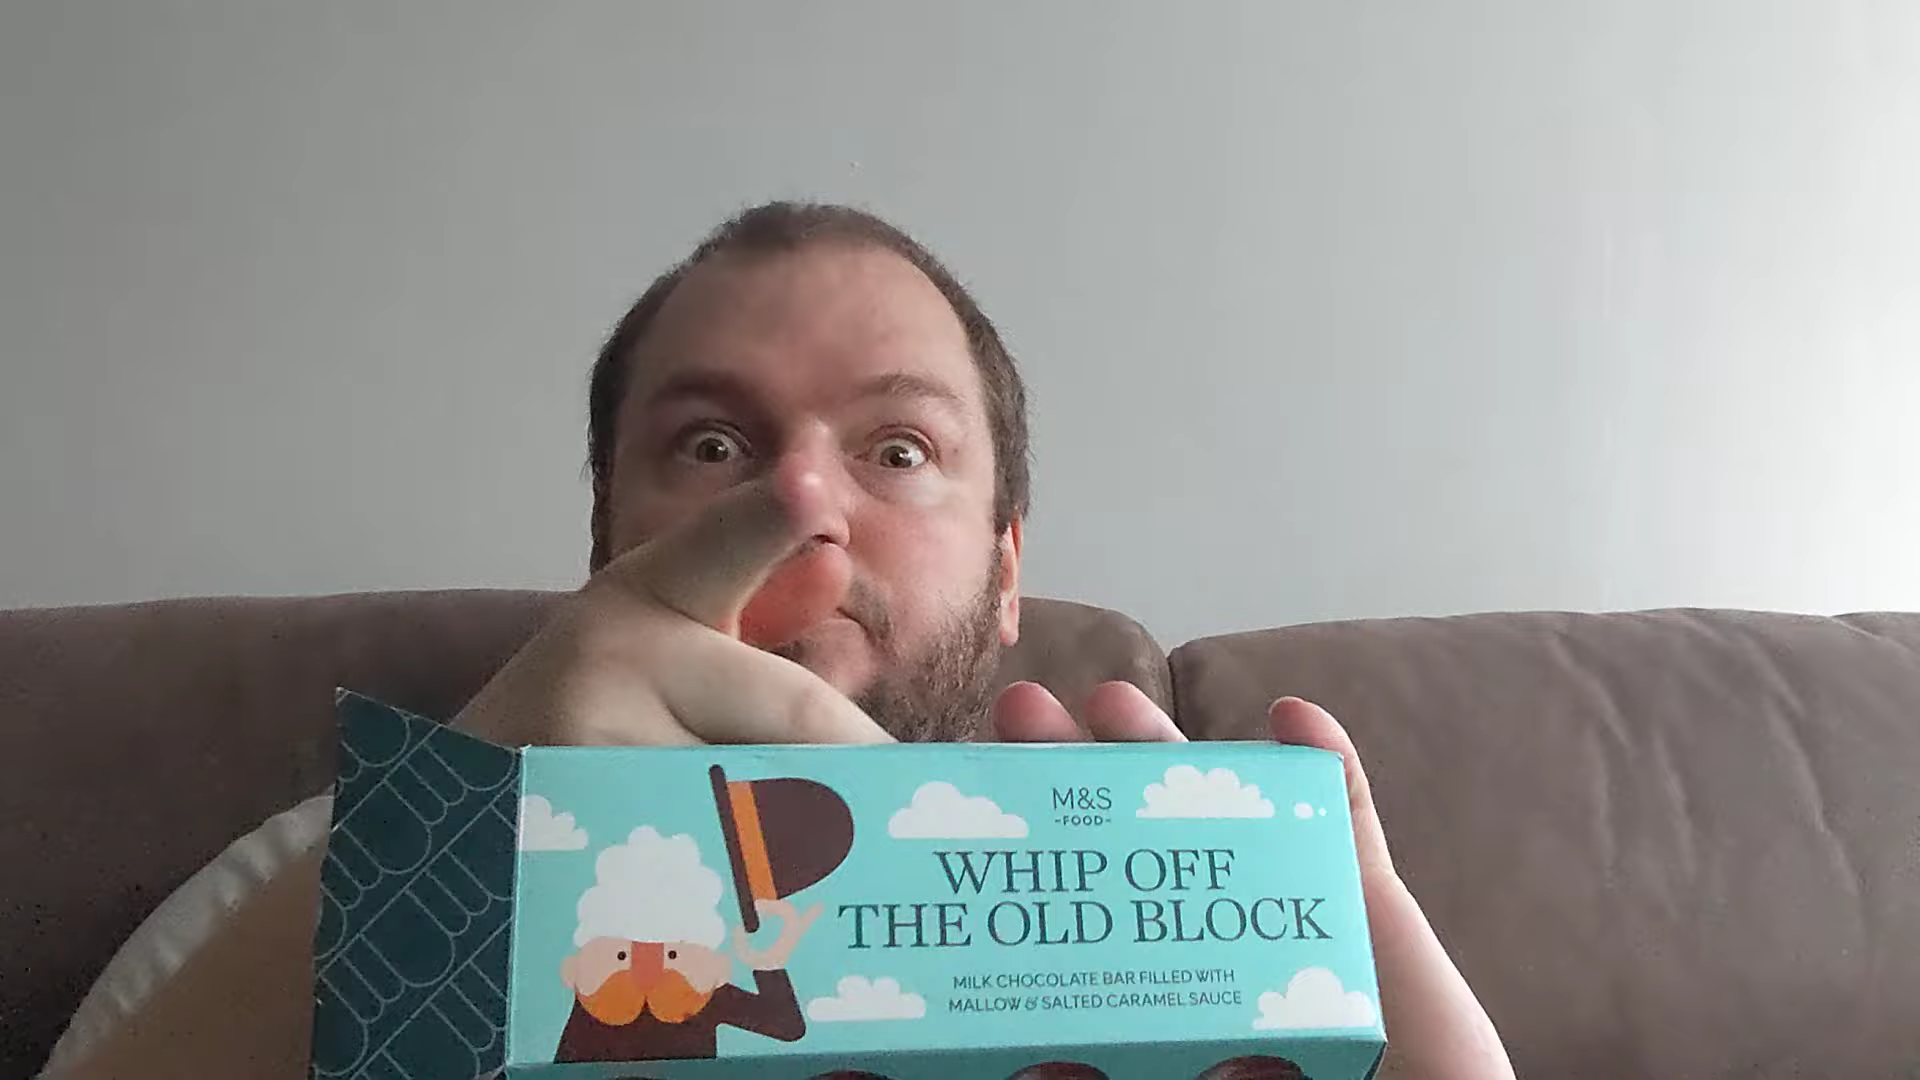 M&S
-FOOD-
WHIP OFF
THE OLD BLOCK
MILK CHOCOLATE BAR FILLED WITH
MALLOW & SALTED CARAMEL SAUCE